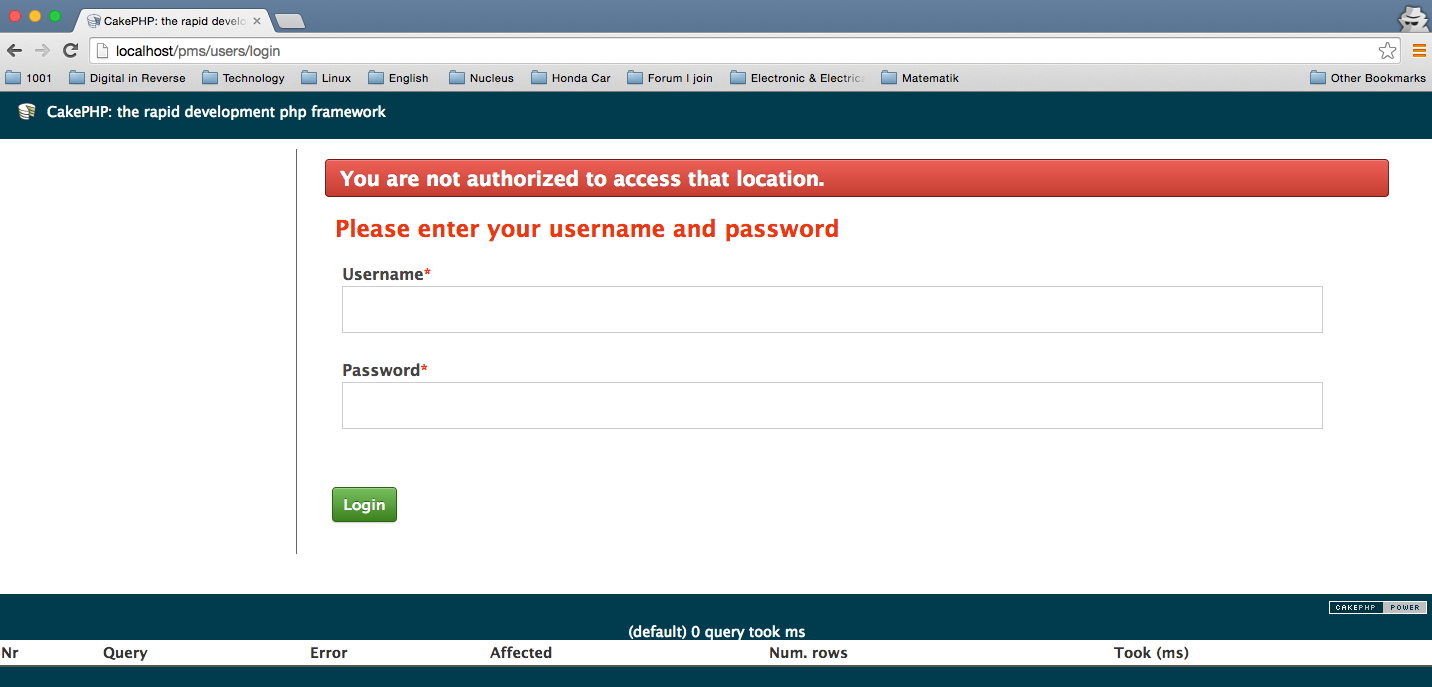 CakePHP: the rapid develo
localhost/pms/users/login
1001 Digital in Reverse Technology Linux English Nucleus Honda Car Forum I join Electronic & Electric Matematik Other Bookmarks
CakePHP: the rapid development php framework
You are not authorized to access that location.
Please enter your username and password
Username*
Password*
Login
CAKEPHP POWER
(default) 0 query took ms
Nr Query Error Affected Num. rows Took (ms)